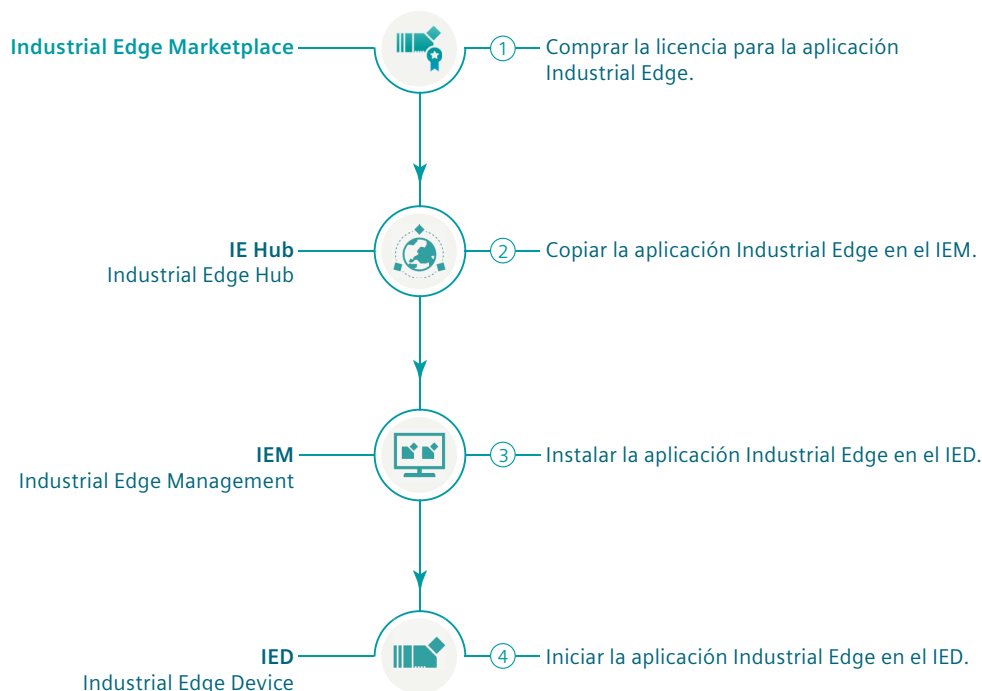 Industrial Edge Marketplace
1
Comprar la licencia para la aplicación
Industrial Edge.
IE Hub
Industrial Edge Hub
2
Copiar la aplicación Industrial Edge en el IEM.
IEM
Industrial Edge Management
3
Instalar la aplicación Industrial Edge en el IED.
IED
Industrial Edge Device
4
Iniciar la aplicación Industrial Edge en el IED.